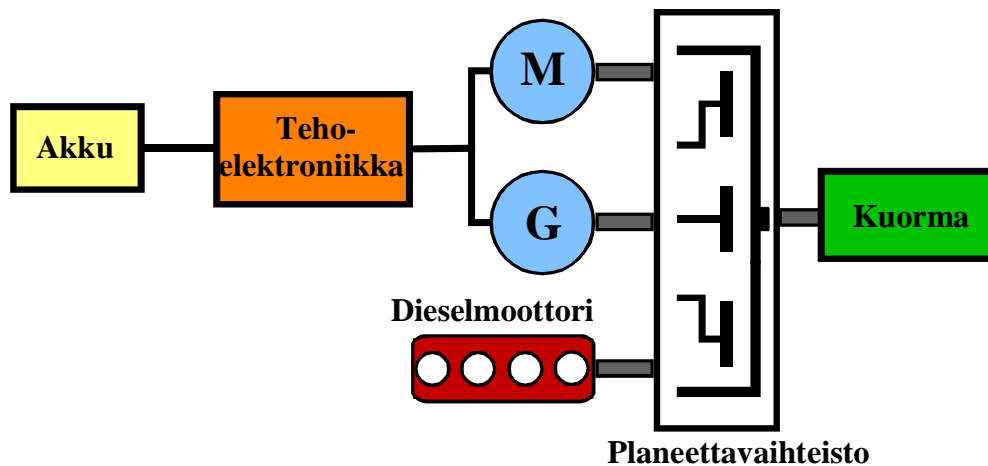 M
Akku
Teho-
elektroniikka
G
Kuorma
Dieselmoottori
Planeettavaihteisto